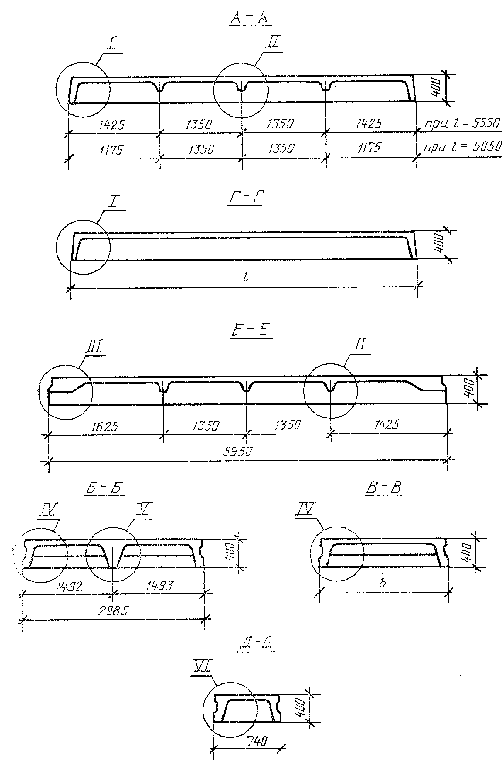 А-А
I
II
400
1425 1350 1350 1425 при l = 5550
1175 1350 1350 1175 при l = 5050
Г-Г
I
400
l
Е-Е
III
II
400
1625 1350 1350 1425
5950
Б-Б
В-В
IV
V
IV
400
400
1492 1493
b
2985
VI
400
740